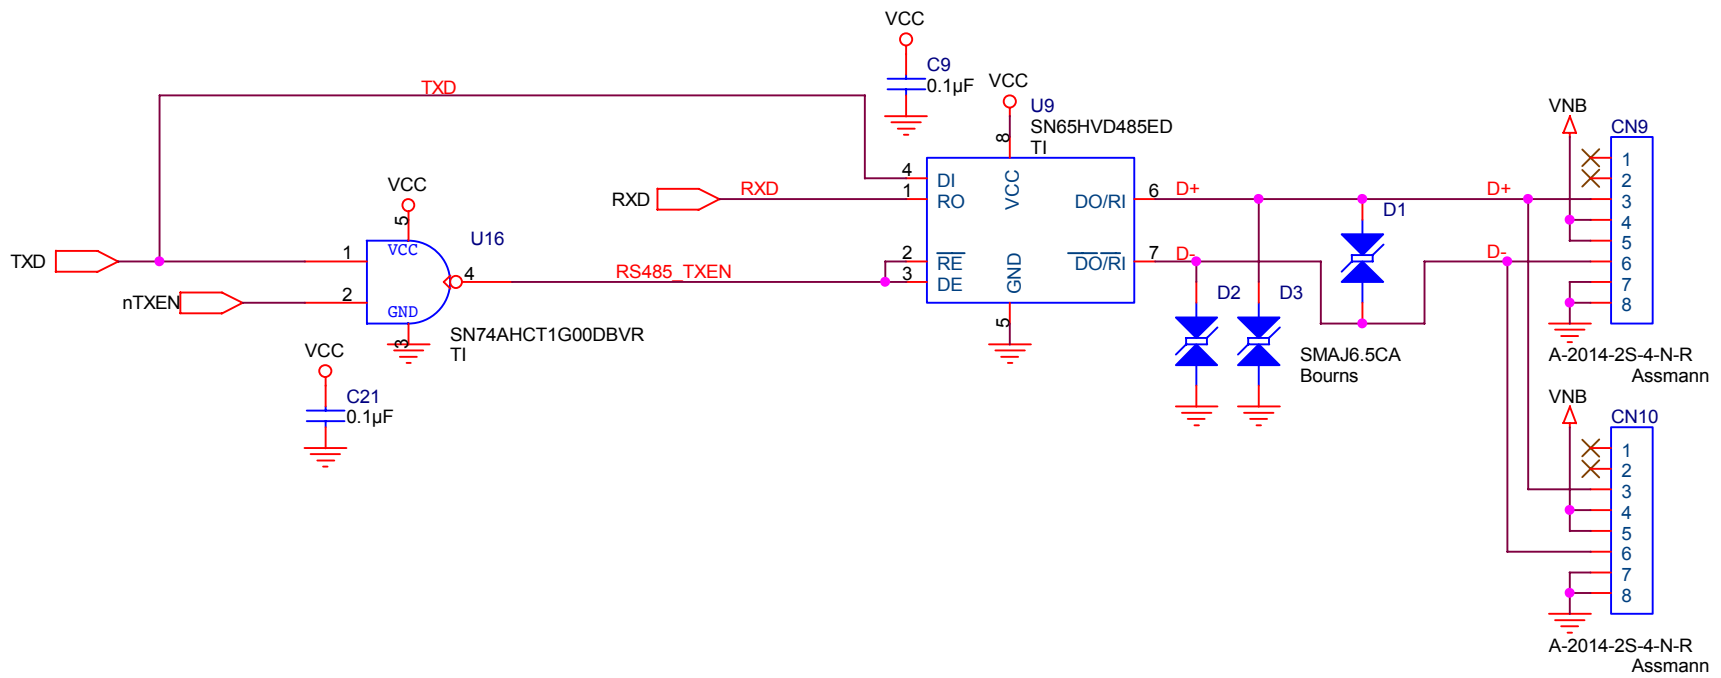 VCC
C9
0.1µF
VCC
U9
SN65HVD485ED
TI
TXD
8
4
DI
1
RO
VCC
DO/RI
6
D+
RXD
RXD
VCC
5
U16
1
VCC
TXD
4
RS485_TXEN
2
RE
3
DE
GND
DO/RI
7
D-
nTXEN
2
GND
3
SN74AHCT1G00DBVR
TI
5
D1
D2
D3
SMAJ6.5CA
Bourns
VCC
C21
0.1µF
D+
D-
VNB
CN9
1
2
3
4
5
6
7
8
A-2014-2S-4-N-R
Assmann
VNB
CN10
1
2
3
4
5
6
7
8
A-2014-2S-4-N-R
Assmann